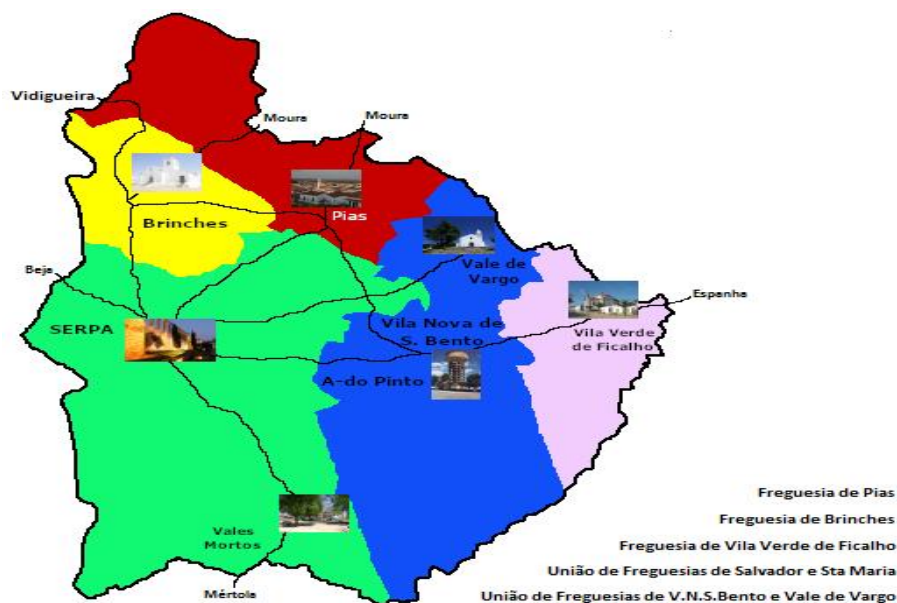 Vidigueira
Moura
Moura
Brinches
Pias
Vale de
Vargo
Beja
Espanha
SERPA
Vila Nova de
S. Bento
Vila Verde
de Ficalho
A-do Pinto
Vales
Mortos
Mértola
Freguesia de Pias
Freguesia de Brinches
Freguesia de Vila Verde de Ficalho
União de Freguesias de Salvador e Sta Maria
União de Freguesias de V.N.S.Bento e Vale de Vargo